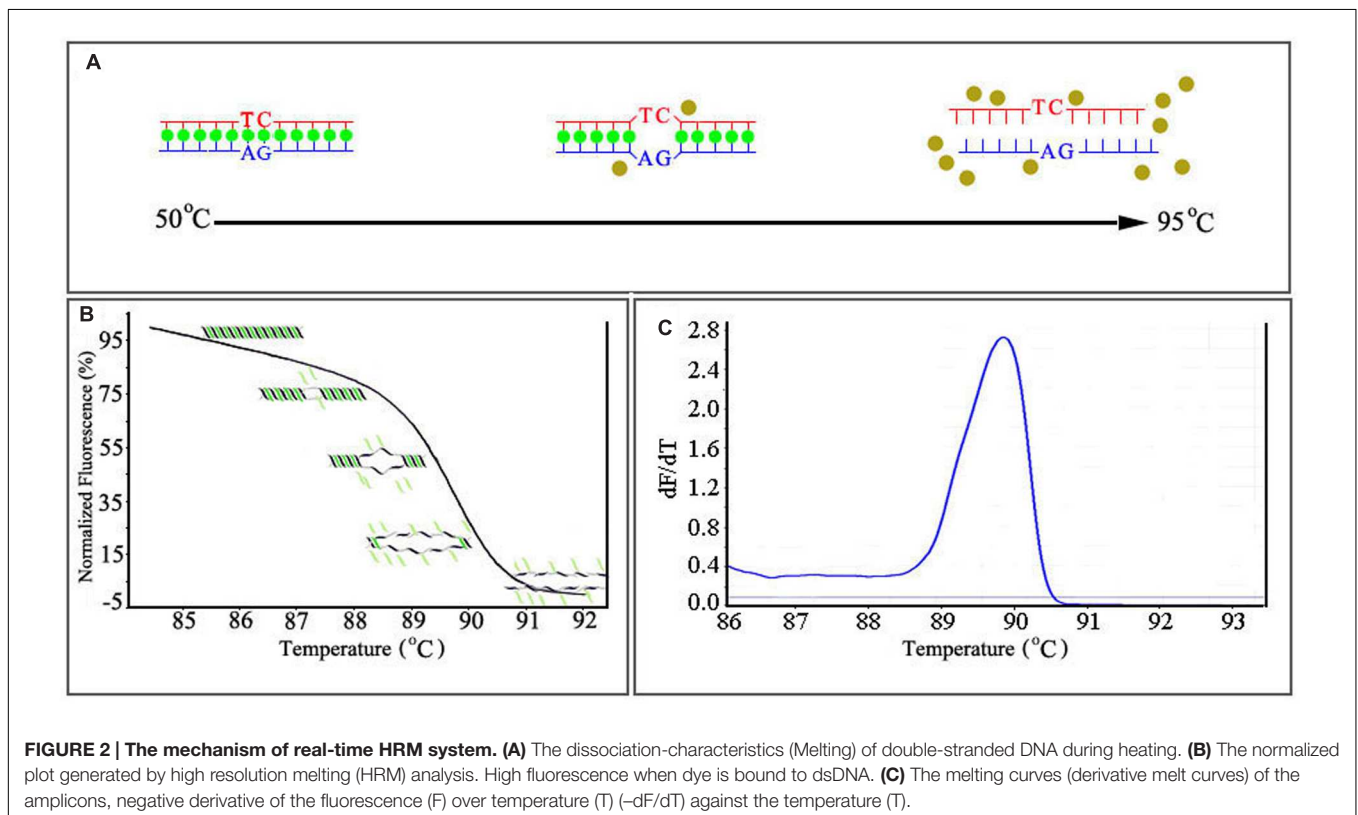 A
TC
AG
TC
AG
TC
AG
50°C
95°C
B
Normalized Fluorescence (%)
95
75
55
35
15
-5
85 86 87 88 89 90 91 92
Temperature (°C)
C
dF/dT
2.8
2.4
2.0
1.6
1.2
0.8
0.4
0.0
86 87 88 89 90 91 92 93
Temperature (°C)
FIGURE 2 | The mechanism of real-time HRM system. (A) The dissociation-characteristics (Melting) of double-stranded DNA during heating. (B) The normalized
plot generated by high resolution melting (HRM) analysis. High fluorescence when dye is bound to dsDNA. (C) The melting curves (derivative melt curves) of the
amplicons, negative derivative of the fluorescence (F) over temperature (T) (–dF/dT) against the temperature (T).